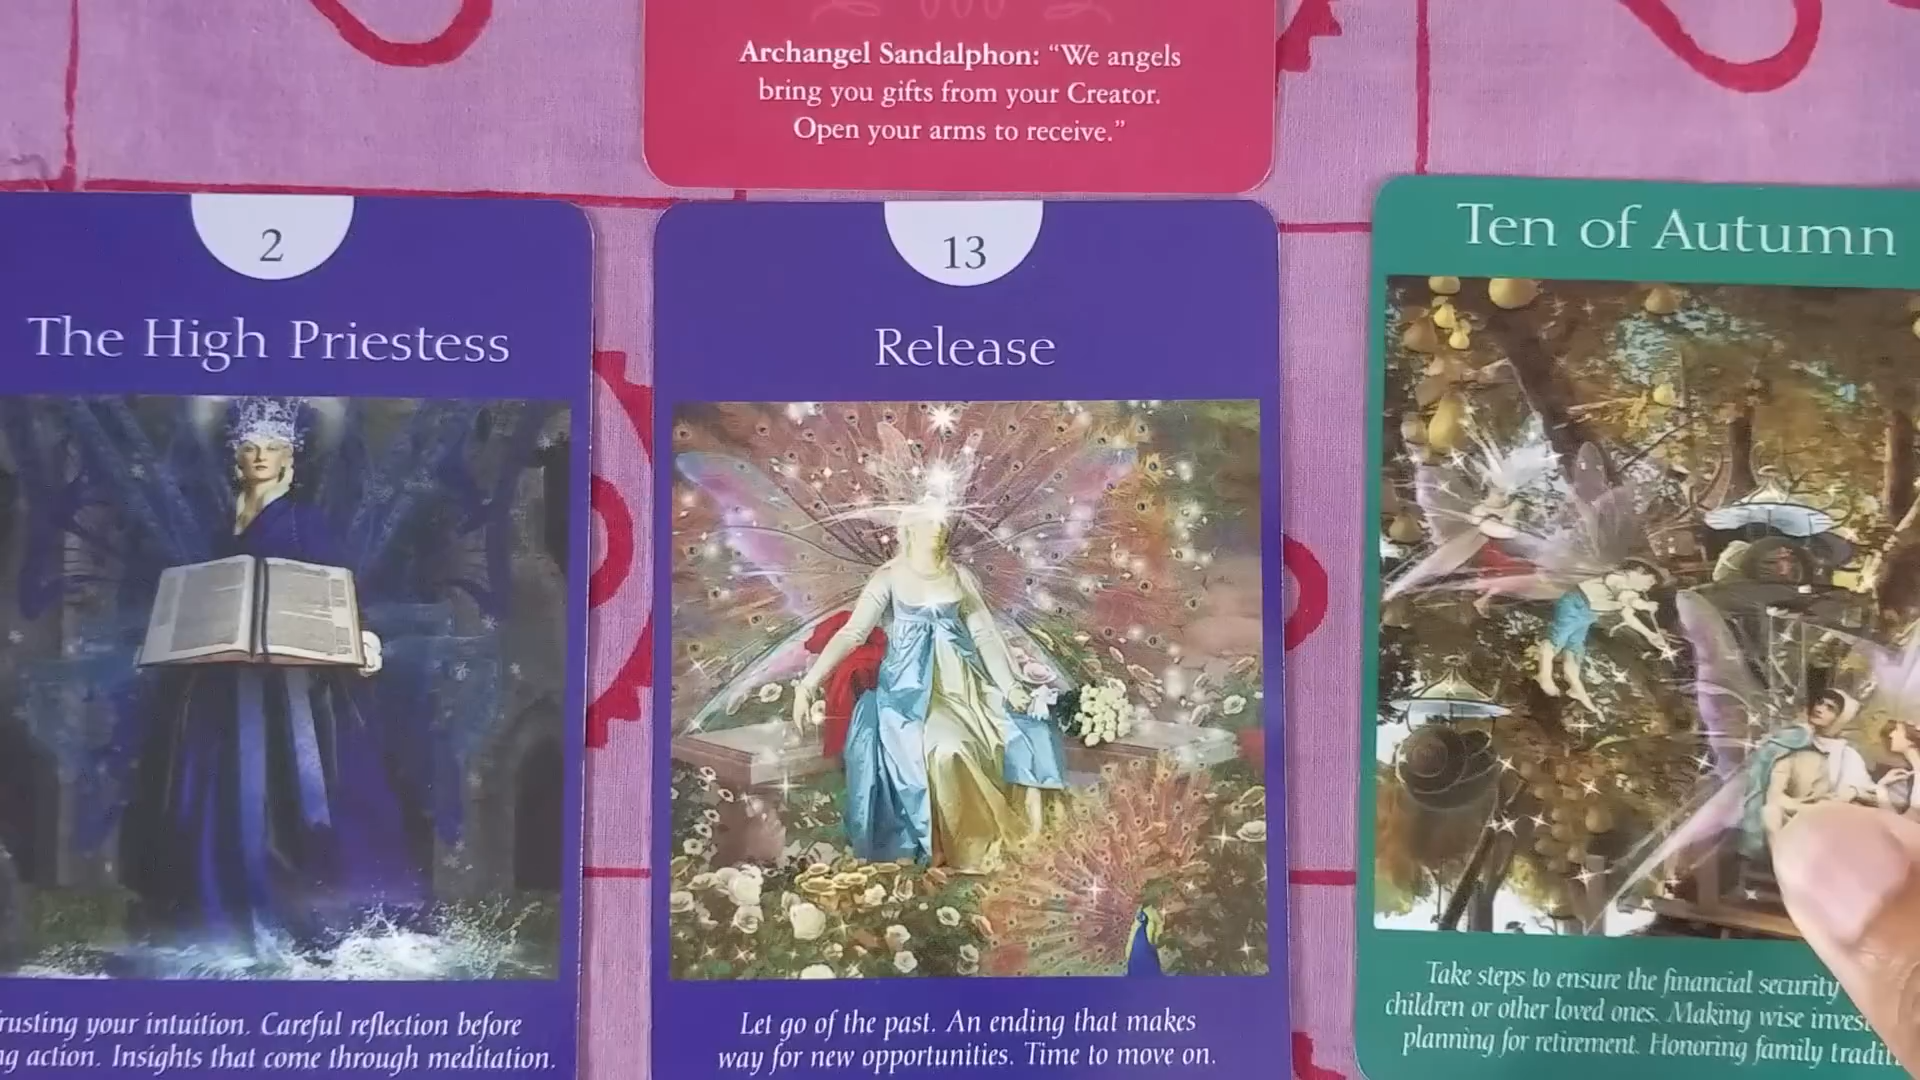 Archangel Sandalphon: “We angels
bring you gifts from your Creator.
Open your arms to receive.”
2
The High Priestess
rusting your intuition. Careful reflection before
ng action. Insights that come through meditation.
13
Release
Let go of the past. An ending that makes
way for new opportunities. Time to move on.
Ten of Autumn
Take steps to ensure the financial security
children or other loved ones. Making wise invest
planning for retirement. Honoring family tradit